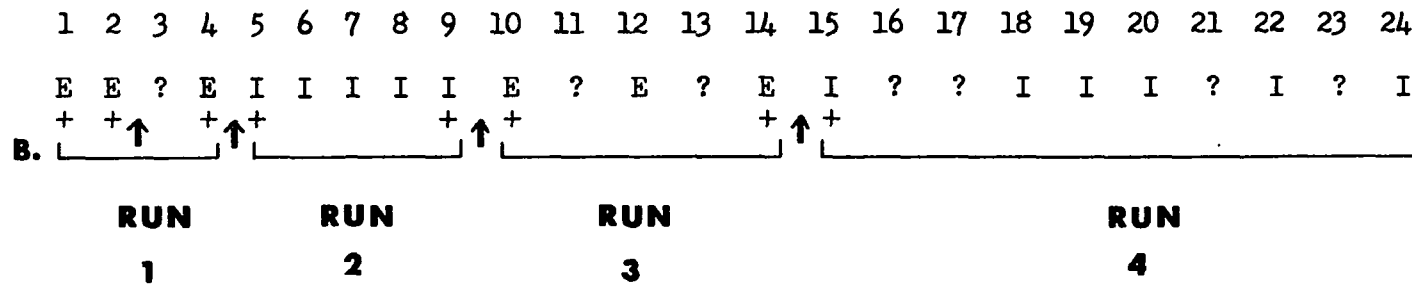 1 2 3 4 5 6 7 8 9 10 11 12 13 14 15 16 17 18 19 20 21 22 23 24
E E ? E I I I I I E ? E ? E I ? ? I I I ? I ? I
+ + ↑ + ↑ + + ↑ + + ↑ +
B.
RUN RUN RUN RUN
1 2 3 4